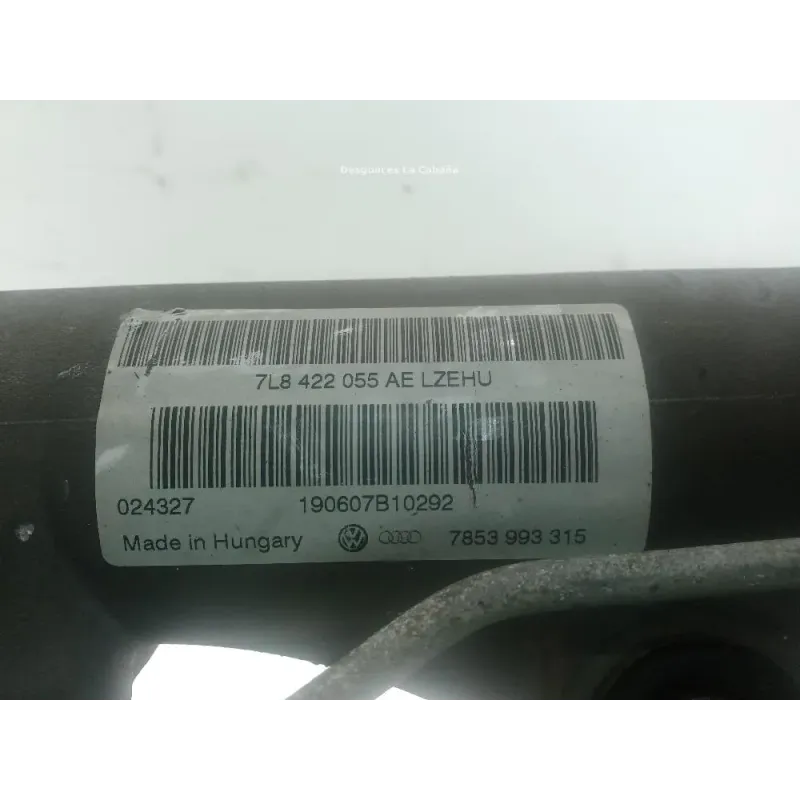 Desguaces La Cabaña
7L8 422 055 AE LZEHU
024327 190607B10292
Made in Hungary 7853 993 315